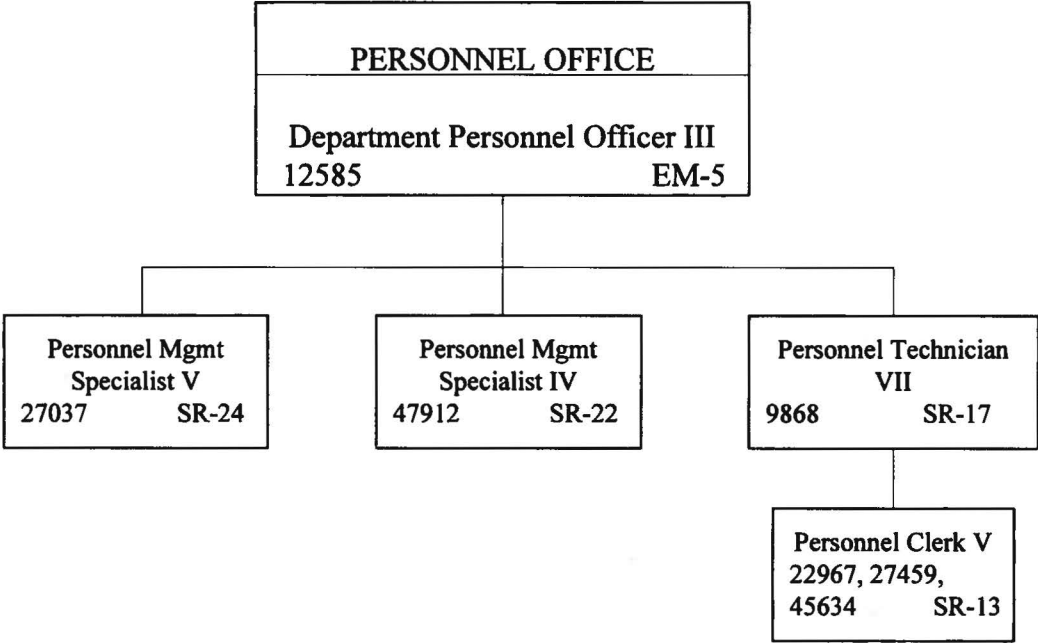 PERSONNEL OFFICE
Department Personnel Officer III
12585 EM-5
Personnel Mgmt
Specialist V
27037 SR-24
Personnel Mgmt
Specialist IV
47912 SR-22
Personnel Technician
VII
9868 SR-17
Personnel Clerk V
22967, 27459,
45634 SR-13